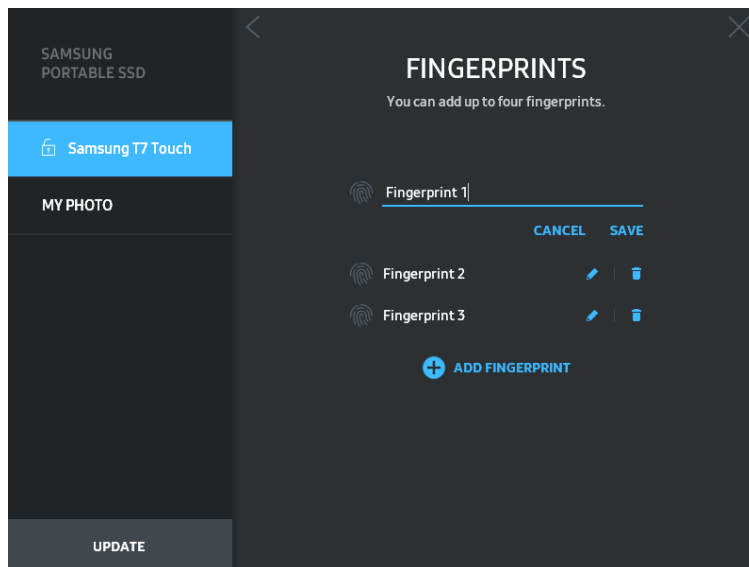 SAMSUNG
PORTABLE SSD
Samsung T7 Touch
MY PHOTO
UPDATE
FINGERPRINTS
You can add up to four fingerprints.
Fingerprint 1
CANCEL SAVE
Fingerprint 2
Fingerprint 3
ADD FINGERPRINT